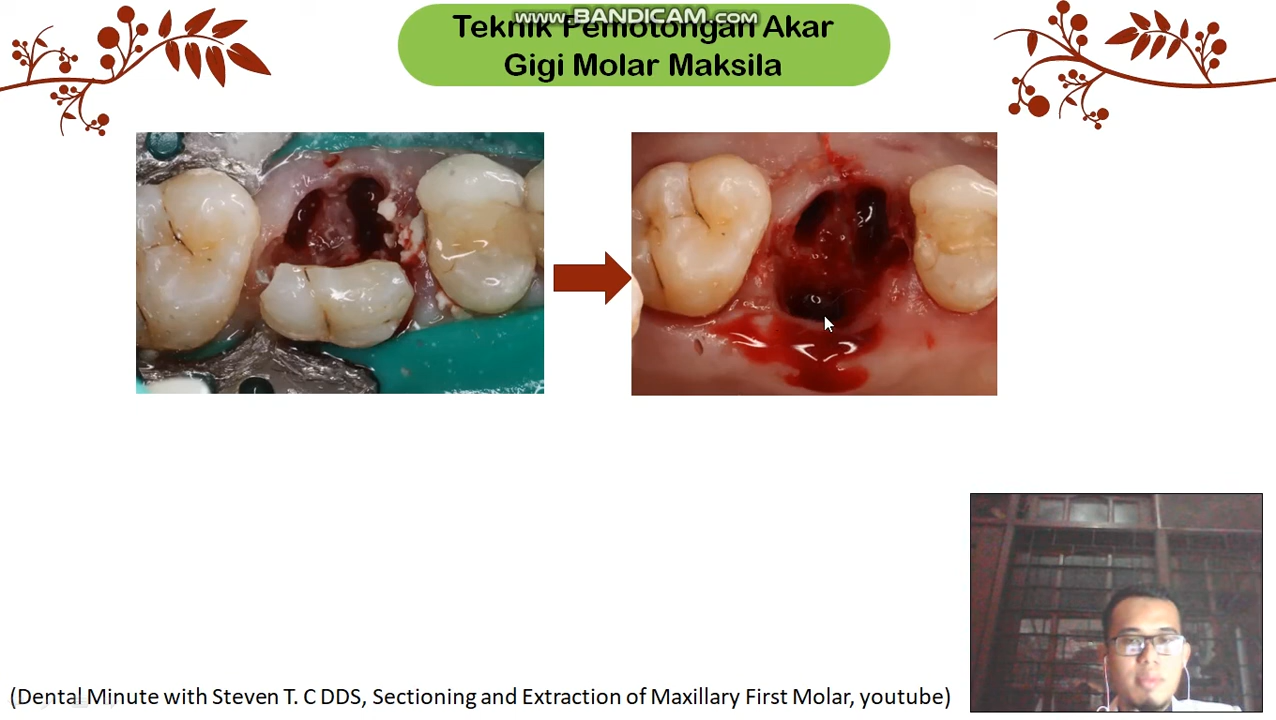 www.BANDICAM.com
Teknik Pemotongan Akar
Gigi Molar Maksila
(Dental Minute with Steven T. C DDS, Sectioning and Extraction of Maxillary First Molar, youtube)